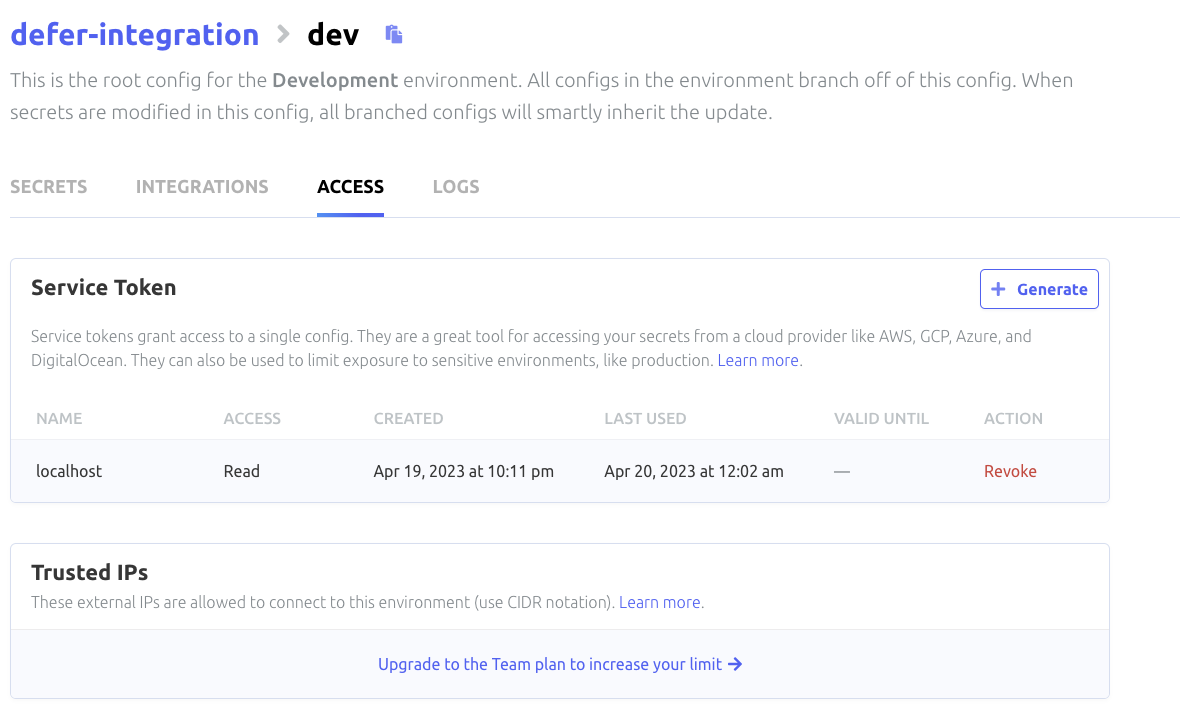 defer-integration > dev
This is the root config for the Development environment. All configs in the environment branch off of this config. When
secrets are modified in this config, all branched configs will smartly inherit the update.
SECRETS INTEGRATIONS ACCESS LOGS
Service Token
+ Generate
Service tokens grant access to a single config. They are a great tool for accessing your secrets from a cloud provider like AWS, GCP, Azure, and
DigitalOcean. They can also be used to limit exposure to sensitive environments, like production. Learn more.
NAME ACCESS CREATED LAST USED VALID UNTIL ACTION
localhost Read Apr 19, 2023 at 10:11 pm Apr 20, 2023 at 12:02 am — Revoke
Trusted IPs
These external IPs are allowed to connect to this environment (use CIDR notation). Learn more.
Upgrade to the Team plan to increase your limit →